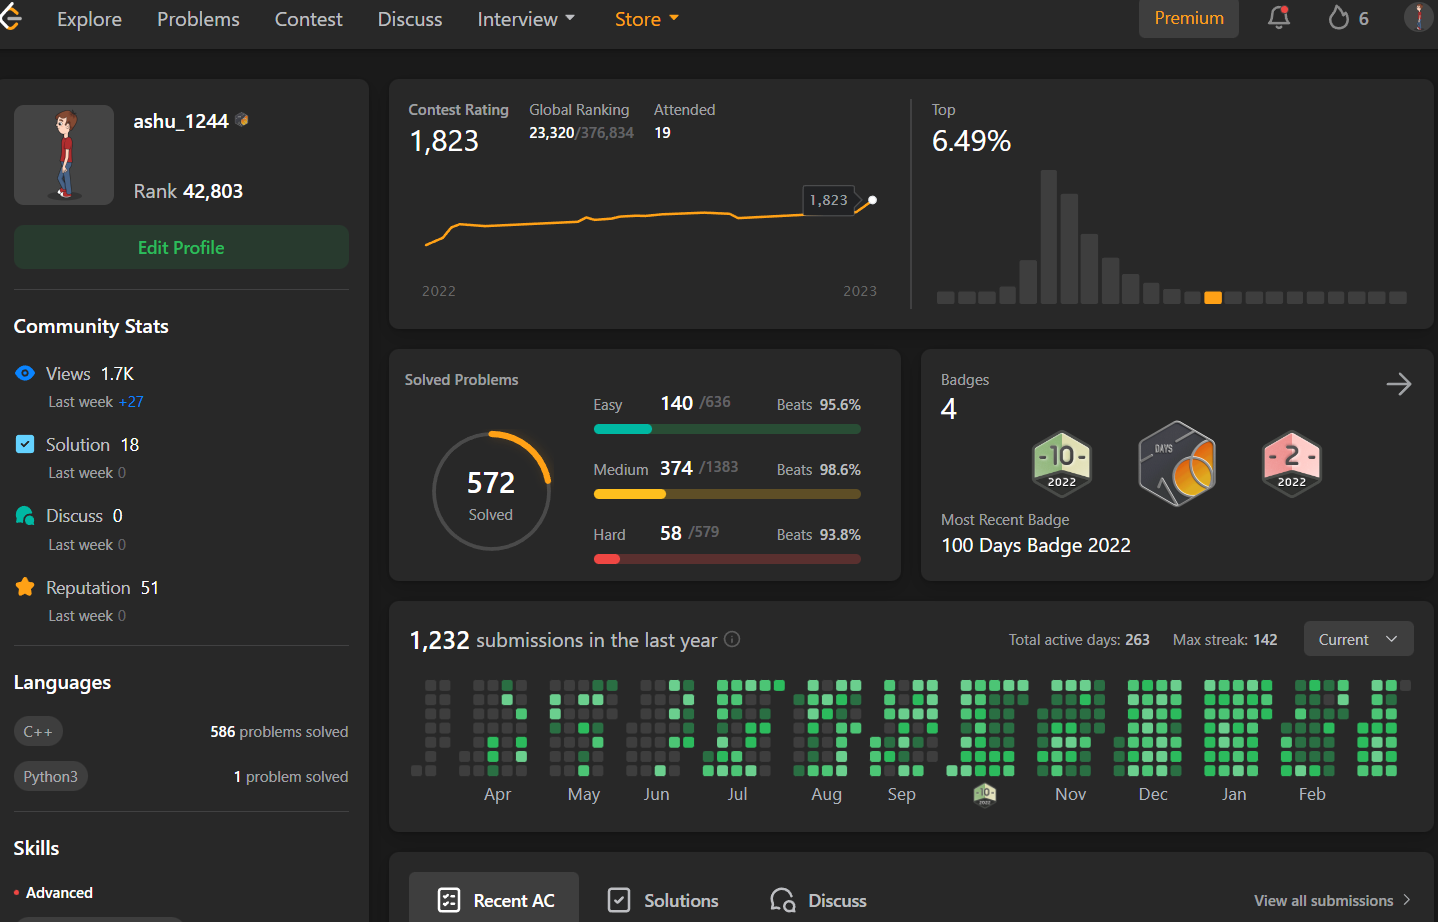 Explore Problems Contest Discuss Interview Store Premium 6
ashu_1244
Rank 42,803
Edit Profile
Community Stats
Views 1.7K
Last week +27
Solution 18
Last week 0
Discuss 0
Last week 0
Reputation 51
Last week 0
Languages
C++ 586 problems solved
Python3 1 problem solved
Skills
Advanced
Contest Rating Global Ranking Attended
1,823 23,320/376,834 19
1,823
2022 2023
Top
6.49%
Solved Problems
572
Solved
Easy 140 /636 Beats 95.6%
Medium 374 /1383 Beats 98.6%
Hard 58 /579 Beats 93.8%
Badges
4
-10-
2022
DAYS
-2-
2022
Most Recent Badge
100 Days Badge 2022
1,232 submissions in the last year Total active days: 263 Max streak: 142 Current
Apr May Jun Jul Aug Sep Nov Dec Jan Feb
-10-
2022
Recent AC Solutions Discuss View all submissions